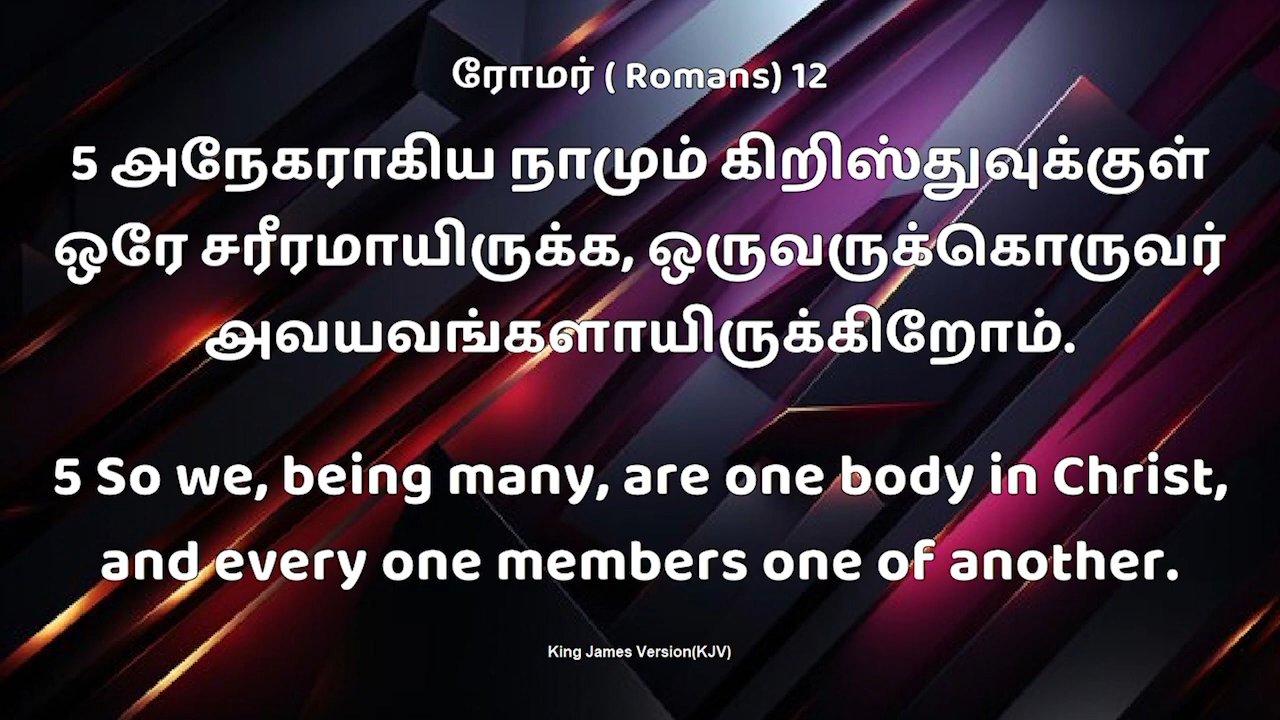 ரோமர் ( Romans) 12
5 அநேகராகிய நாமும் கிறிஸ்துவுக்குள்
ஒரே சரீரமாயிருக்க, ஒருவருக்கொருவர்
அவயவங்களாயிருக்கிறோம்.
5 So we, being many, are one body in Christ,
and every one members one of another.
King James Version(KJV)